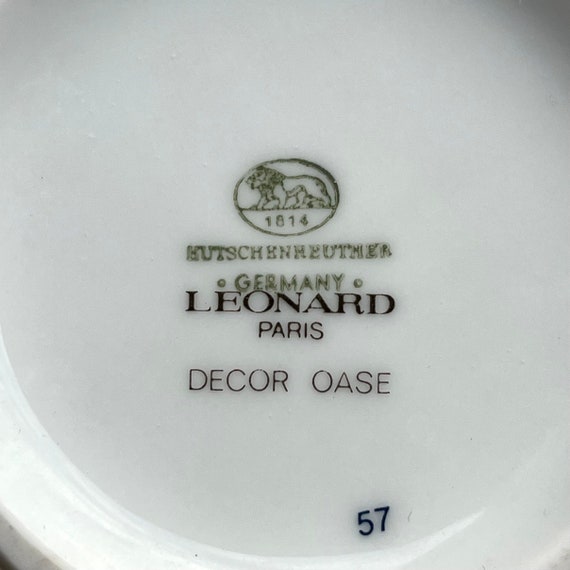 1814
HUTSCHENREUTHER
• GERMANY •
LEONARD
PARIS
DECOR OASE
57